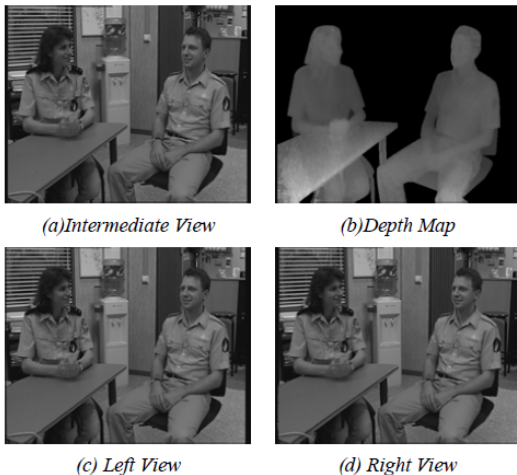 (a)Intermediate View
(b)Depth Map
(c) Left View
(d) Right View